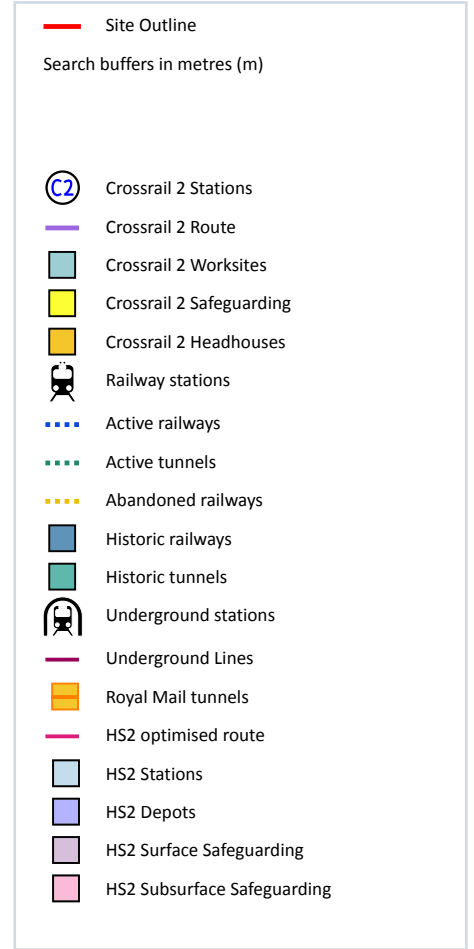 Site Outline
Search buffers in metres (m)
C2 Crossrail 2 Stations
Crossrail 2 Route
Crossrail 2 Worksites
Crossrail 2 Safeguarding
Crossrail 2 Headhouses
Railway stations
Active railways
Active tunnels
Abandoned railways
Historic railways
Historic tunnels
Underground stations
Underground Lines
Royal Mail tunnels
HS2 optimised route
HS2 Stations
HS2 Depots
HS2 Surface Safeguarding
HS2 Subsurface Safeguarding